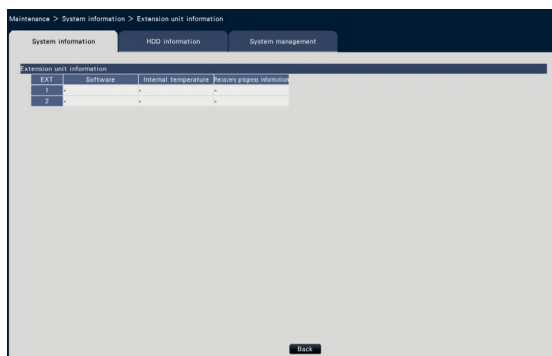 Maintenance > System information > Extension unit information
System information HDD information System management
Extension unit information
EXT Software Internal temperature Recovery progress information
1 - - -
2 - - -
Back